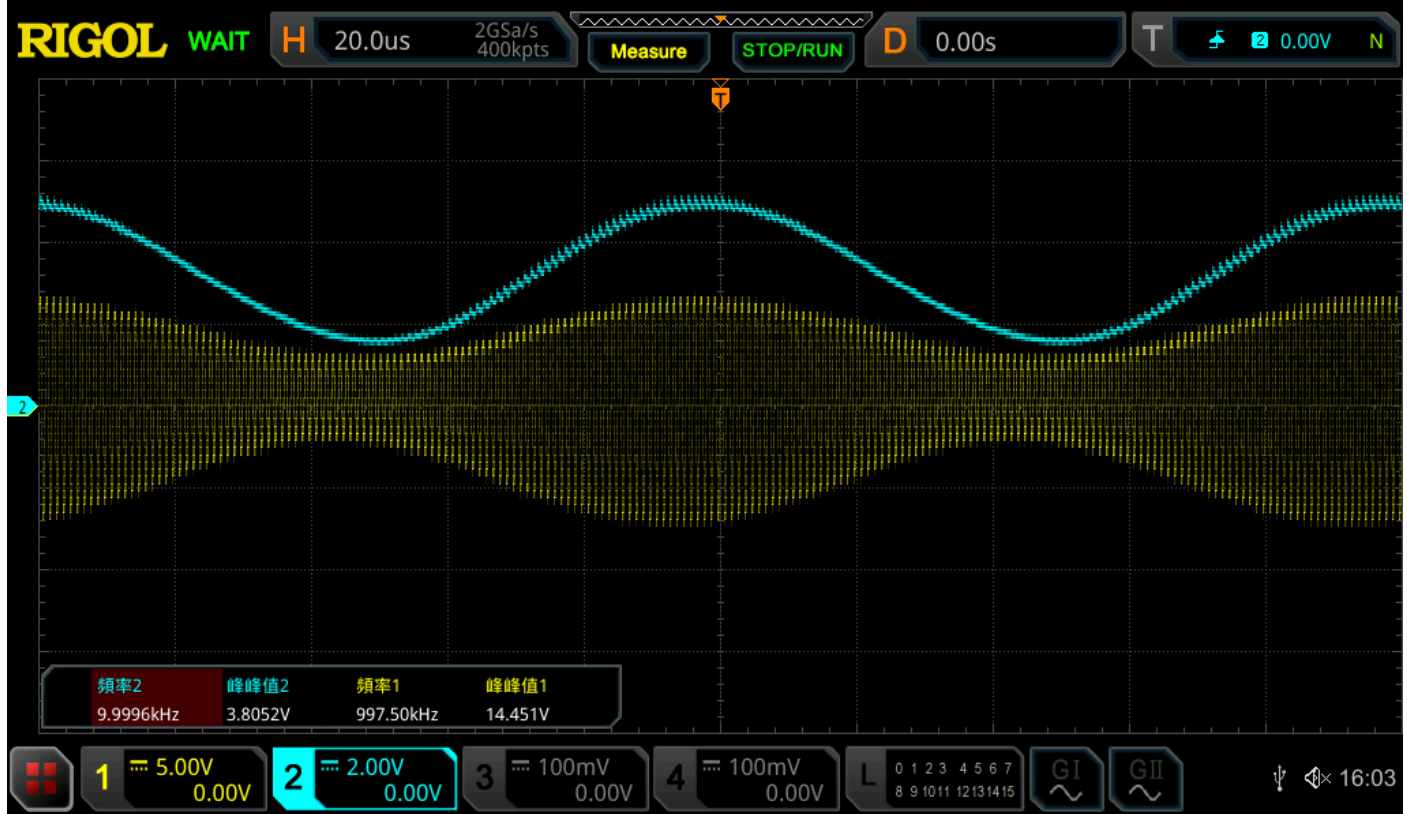 RIGOL WAIT H 20.0us 2GSa/s 400kpts Measure STOP/RUN D 0.00s T 2 0.00V N
T
2
頻率2 峰峰值2 頻率1 峰峰值1
9.9996kHz 3.8052V 997.50kHz 14.451V
1 5.00V 0.00V 2 2.00V 0.00V 3 100mV 0.00V 4 100mV 0.00V L 0 1 2 3 4 5 6 7 8 9 10 11 12 13 14 15 GI GII 16:03